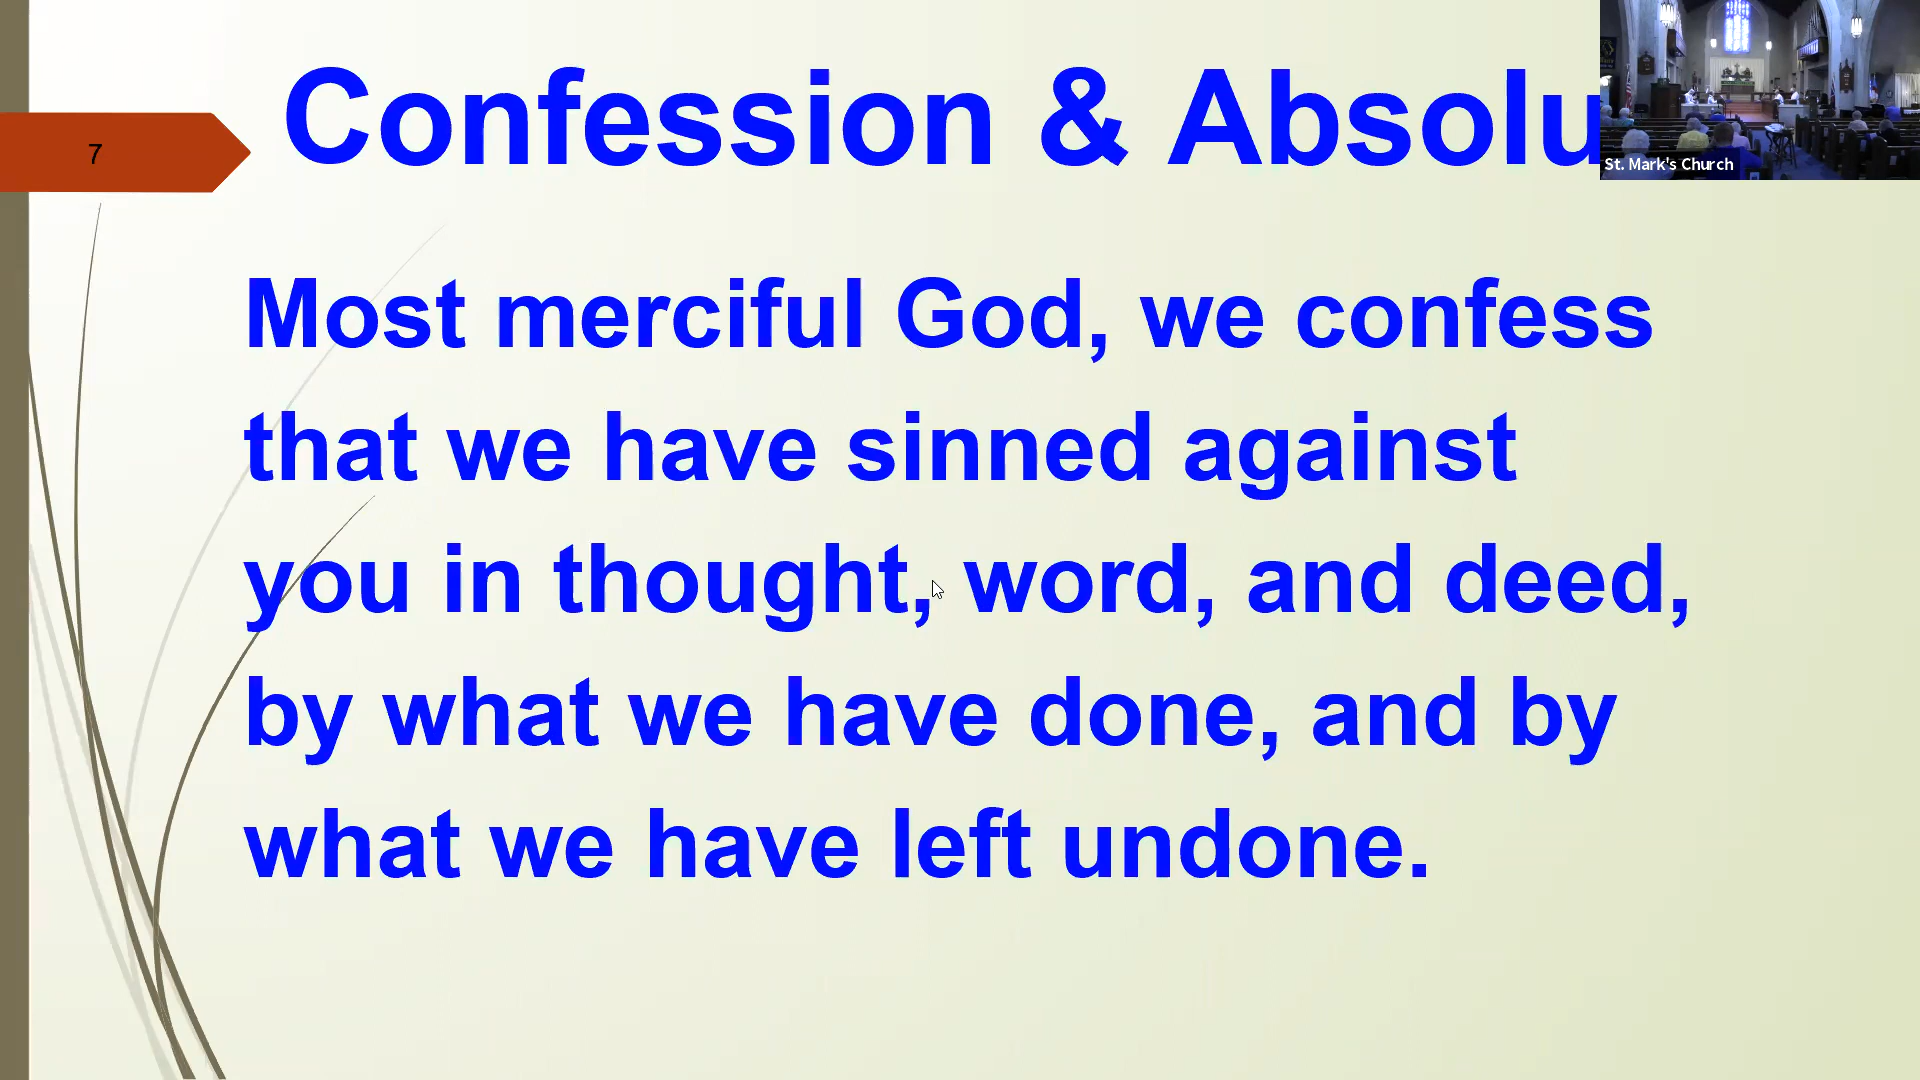 Confession & Absolu
7
St. Mark's Church
Most merciful God, we confess
that we have sinned against
you in thought, word, and deed,
by what we have done, and by
what we have left undone.